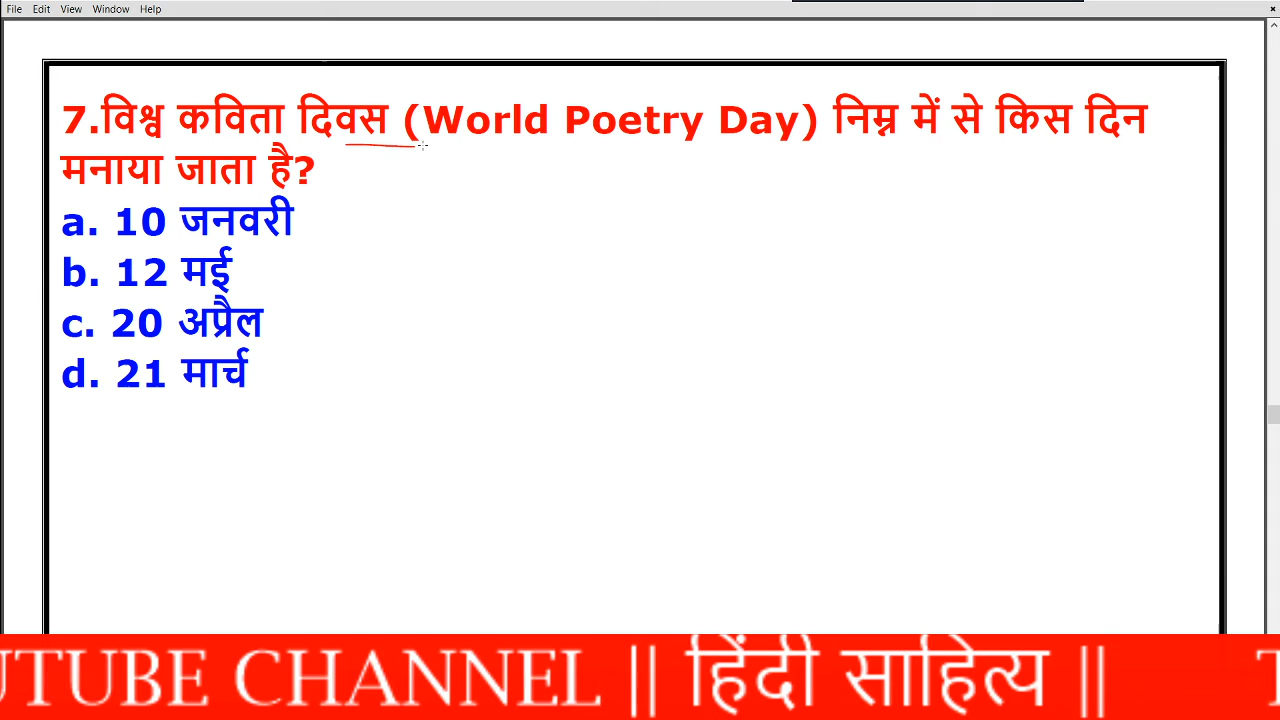 File Edit View Window Help
7.विश्व कविता दिवस (World Poetry Day) निम्न में से किस दिन
मनाया जाता है?
a. 10 जनवरी
b. 12 मई
c. 20 अप्रैल
d. 21 मार्च
UTUBE CHANNEL || हिंदी साहित्य || T